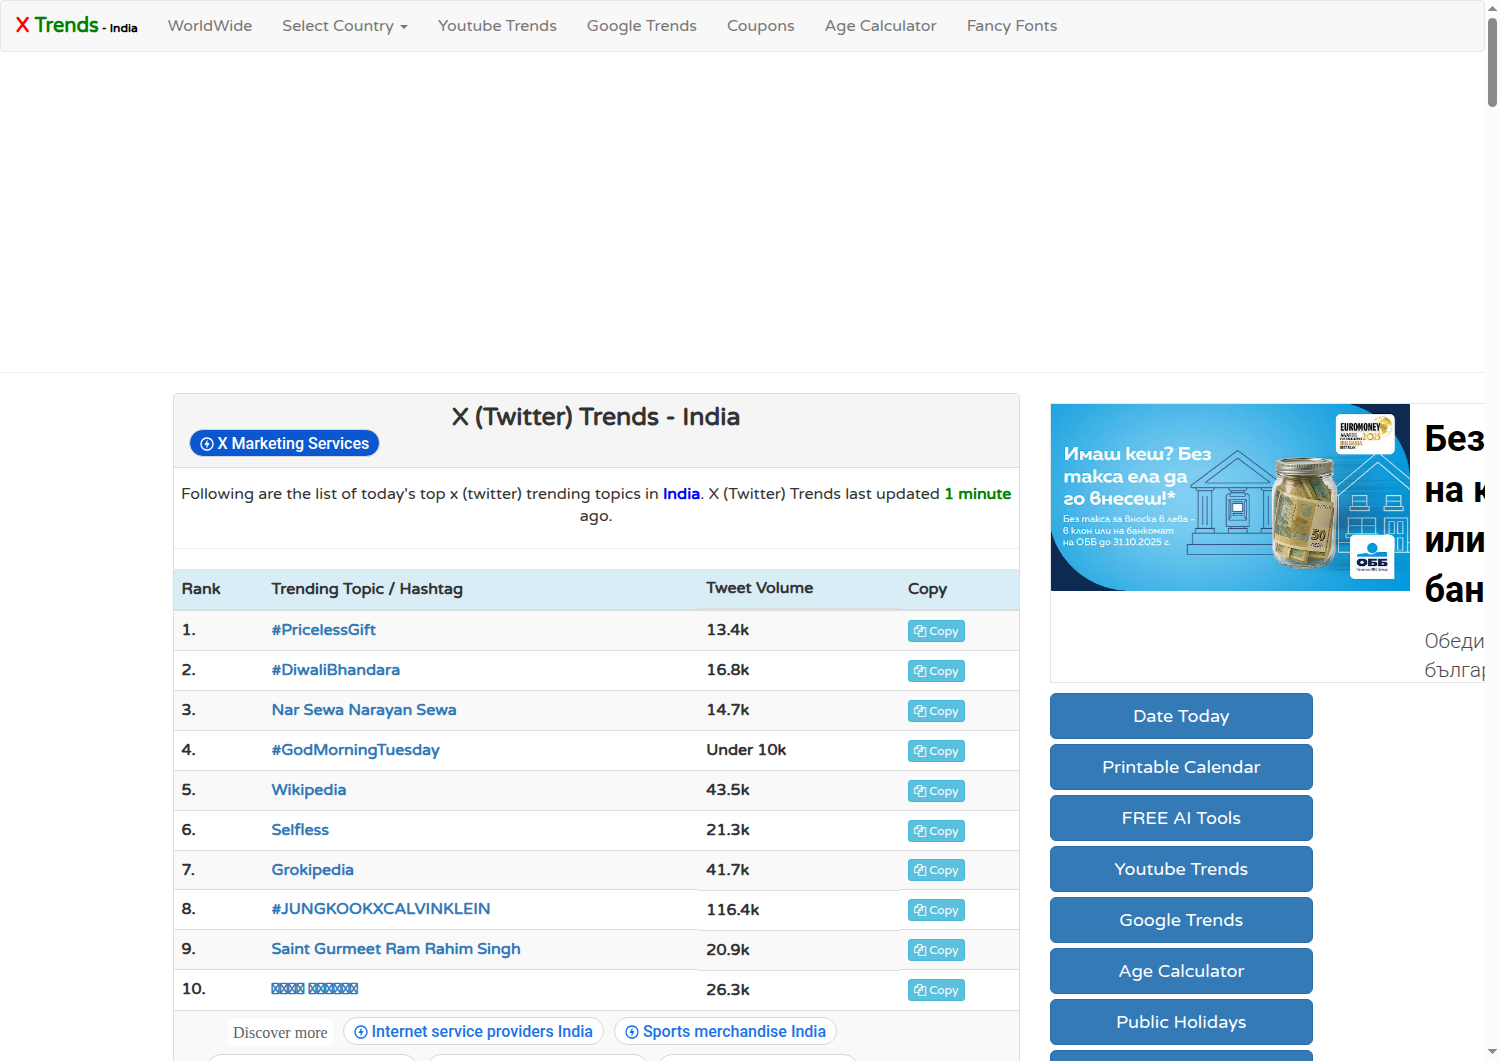 X Trends - India
WorldWide
Select Country
Youtube Trends
Google Trends
Coupons
Age Calculator
Fancy Fonts
X (Twitter) Trends - India
X Marketing Services
Following are the list of today's top x (twitter) trending topics in India. X (Twitter) Trends last updated 1 minute
ago.
Rank Trending Topic / Hashtag Tweet Volume Copy
1. #PricelessGift 13.4k Copy
2. #DiwaliBhandara 16.8k Copy
3. Nar Sewa Narayan Sewa 14.7k Copy
4. #GodMorningTuesday Under 10k Copy
5. Wikipedia 43.5k Copy
6. Selfless 21.3k Copy
7. Grokipedia 41.7k Copy
8. #JUNGKOOKXCALVINKLEIN 116.4k Copy
9. Saint Gurmeet Ram Rahim Singh 20.9k Copy
10. 26.3k Copy
Discover more
Internet service providers India
Sports merchandise India
EUROMONEY
2025
Имаш кеш? Без
такса ела да
го внесеш!*
Без такса за вноска в лева -
в клон или на банкомат
на ОББ до 31.10.2025 г.
50
ОББ
Без
на к
или
бан
Обеди
българ
Date Today
Printable Calendar
FREE AI Tools
Youtube Trends
Google Trends
Age Calculator
Public Holidays